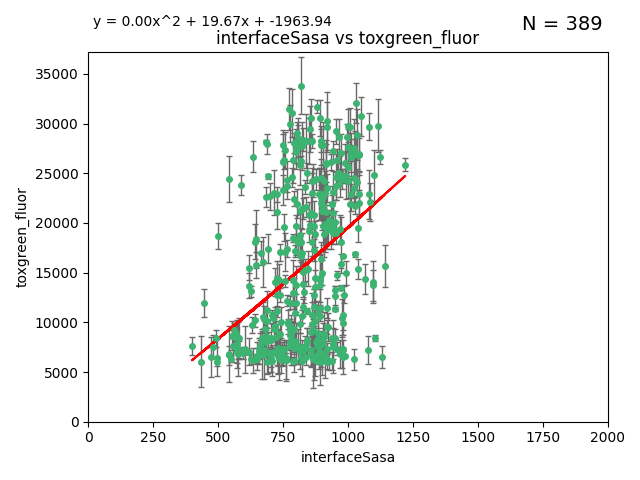 y = 0.00x^2 + 19.67x + -1963.94
N = 389
interfaceSasa vs toxgreen_fluor
toxgreen_fluor
35000
30000
25000
20000
15000
10000
5000
0
0 250 500 750 1000 1250 1500 1750 2000
interfaceSasa